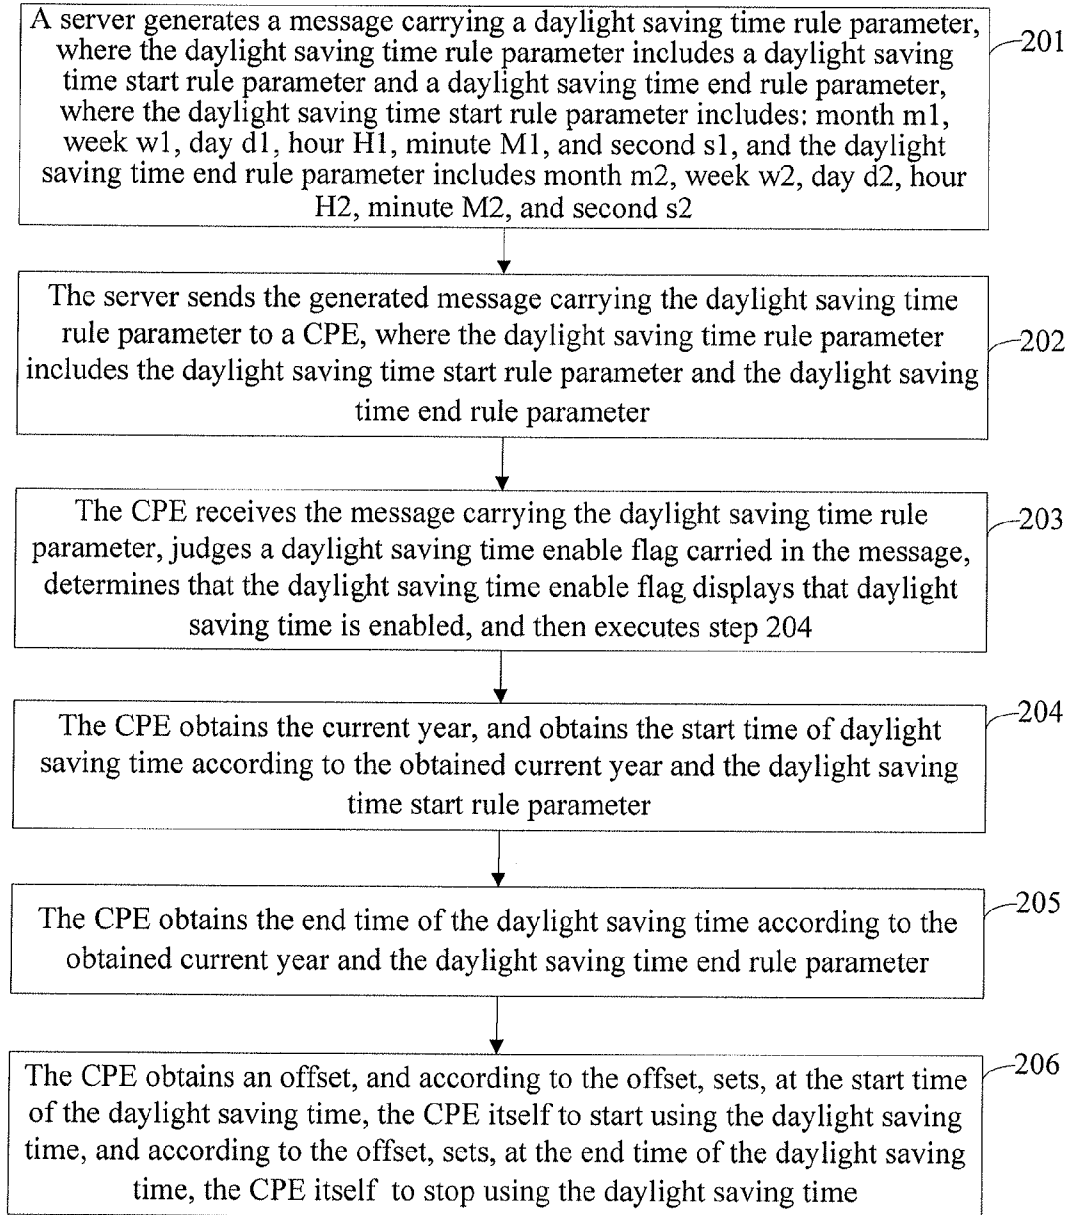 A server generates a message carrying a daylight saving time rule parameter,
where the daylight saving time rule parameter includes a daylight saving
time start rule parameter and a daylight saving time end rule parameter,
where the daylight saving time start rule parameter includes: month m1,
week w1, day d1, hour H1, minute M1, and second s1, and the daylight
saving time end rule parameter includes month m2, week w2, day d2, hour
H2, minute M2, and second s2
201
The server sends the generated message carrying the daylight saving time
rule parameter to a CPE, where the daylight saving time rule parameter
includes the daylight saving time start rule parameter and the daylight saving
time end rule parameter
202
The CPE receives the message carrying the daylight saving time rule
parameter, judges a daylight saving time enable flag carried in the message,
determines that the daylight saving time enable flag displays that daylight
saving time is enabled, and then executes step 204
203
The CPE obtains the current year, and obtains the start time of daylight
saving time according to the obtained current year and the daylight saving
time start rule parameter
204
The CPE obtains the end time of the daylight saving time according to the
obtained current year and the daylight saving time end rule parameter
205
The CPE obtains an offset, and according to the offset, sets, at the start time
of the daylight saving time, the CPE itself to start using the daylight saving
time, and according to the offset, sets, at the end time of the daylight saving
time, the CPE itself to stop using the daylight saving time
206